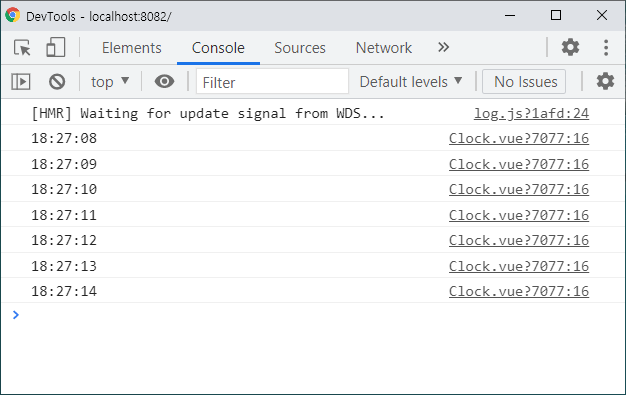 DevTools - localhost:8082/
Elements Console Sources Network »
top ▼ Filter Default levels ▼ No Issues
[HMR] Waiting for update signal from WDS... log.js?1afd:24
18:27:08 Clock.vue?7077:16
18:27:09 Clock.vue?7077:16
18:27:10 Clock.vue?7077:16
18:27:11 Clock.vue?7077:16
18:27:12 Clock.vue?7077:16
18:27:13 Clock.vue?7077:16
18:27:14 Clock.vue?7077:16